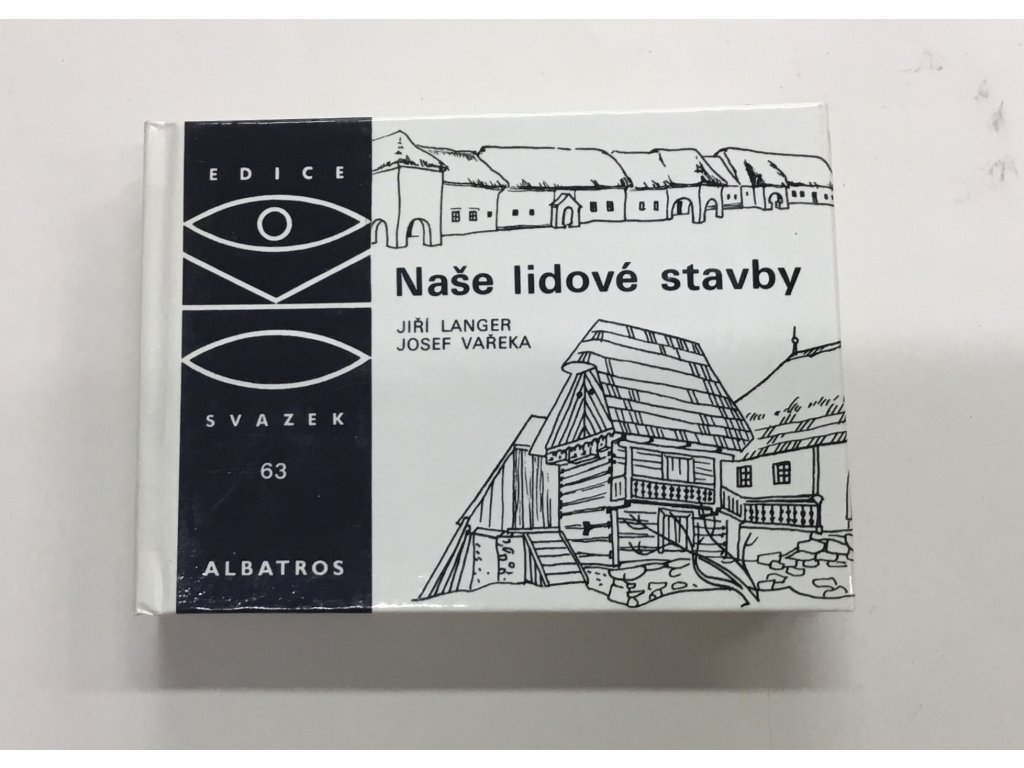 EDICE
SVAZEK
63
ALBATROS
Naše lidové stavby
JIŘÍ LANGER
JOSEF VAŘEKA